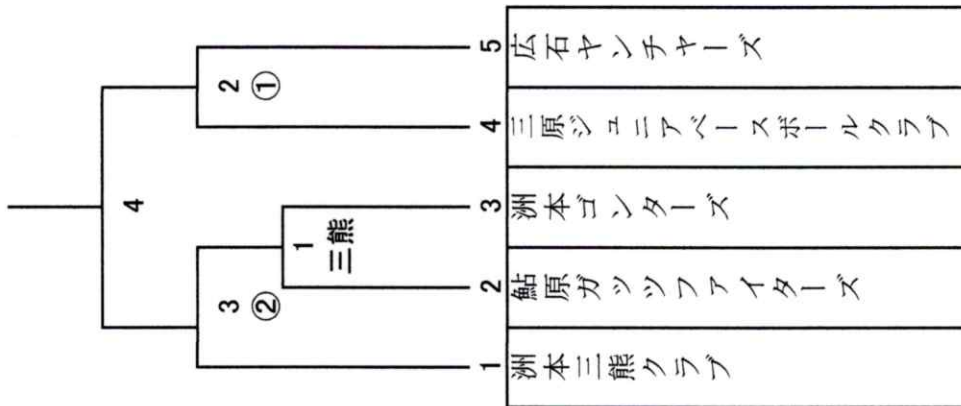 4
2
①
3
②
1
三熊
5
広石ヤンチャーズ
4
三原ジュニアベースボールクラブ
3
洲本ゴンターズ
2
鮎原ガッツファイターズ
1
洲本三熊クラブ